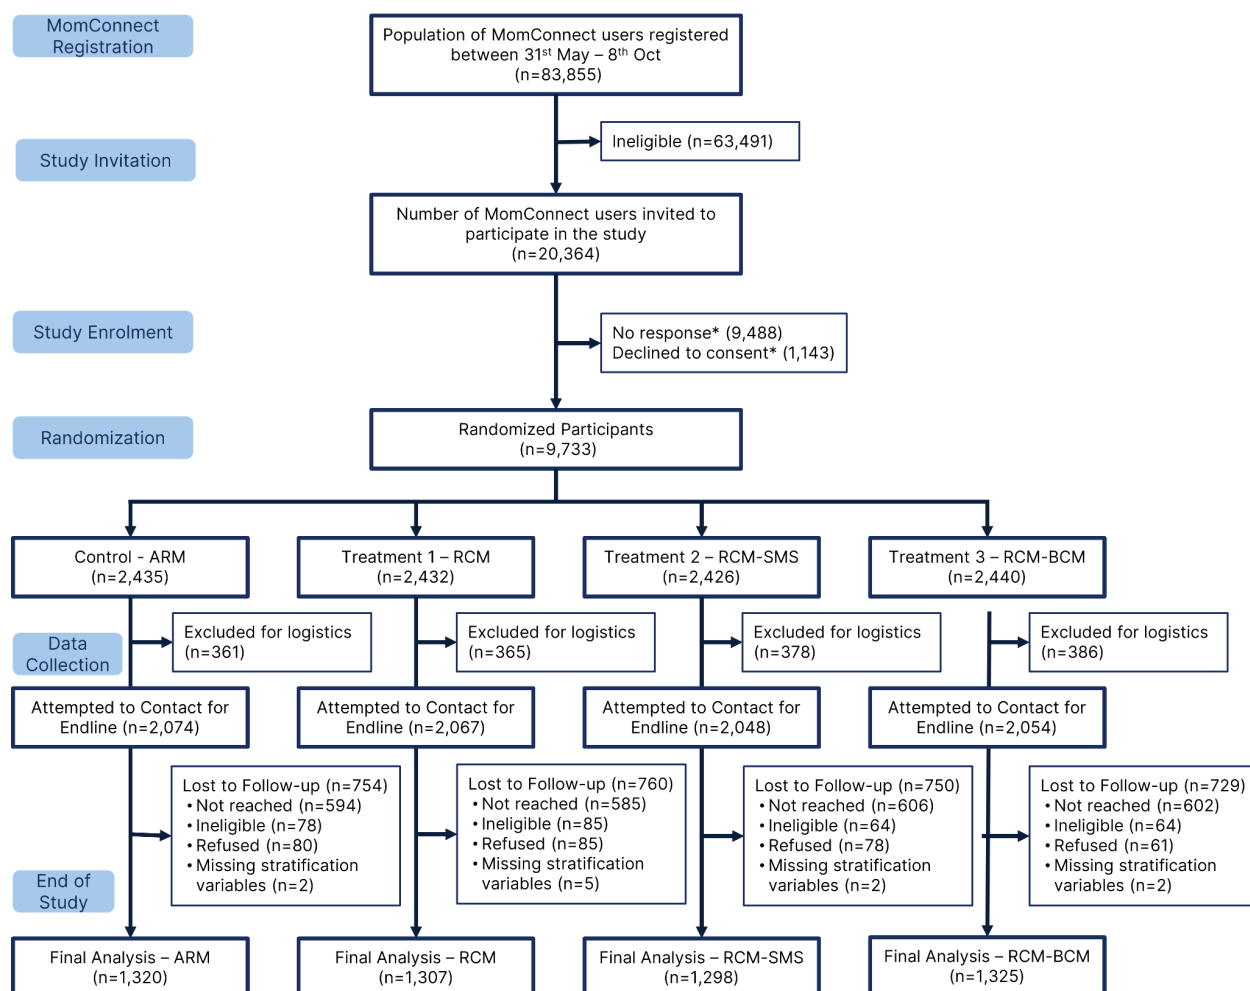 MomConnect
Registration
Population of MomConnect users registered
between 31st May – 8th Oct
(n=83,855)
Ineligible (n=63,491)
Study Invitation
Number of MomConnect users invited to
participate in the study
(n=20,364)
Study Enrolment
No response* (9,488)
Declined to consent* (1,143)
Randomization
Randomized Participants
(n=9,733)
Control - ARM
(n=2,435)
Treatment 1 – RCM
(n=2,432)
Treatment 2 – RCM-SMS
(n=2,426)
Treatment 3 – RCM-BCM
(n=2,440)
Data
Collection
Excluded for logistics
(n=361)
Excluded for logistics
(n=365)
Excluded for logistics
(n=378)
Excluded for logistics
(n=386)
Attempted to Contact for
Endline (n=2,074)
Attempted to Contact for
Endline (n=2,067)
Attempted to Contact for
Endline (n=2,048)
Attempted to Contact for
Endline (n=2,054)
Lost to Follow-up (n=754)
• Not reached (n=594)
• Ineligible (n=78)
• Refused (n=80)
• Missing stratification
variables (n=2)
Lost to Follow-up (n=760)
• Not reached (n=585)
• Ineligible (n=85)
• Refused (n=85)
• Missing stratification
variables (n=5)
Lost to Follow-up (n=750)
• Not reached (n=606)
• Ineligible (n=64)
• Refused (n=78)
• Missing stratification
variables (n=2)
Lost to Follow-up (n=729)
• Not reached (n=602)
• Ineligible (n=64)
• Refused (n=61)
• Missing stratification
variables (n=2)
End of
Study
Final Analysis – ARM
(n=1,320)
Final Analysis – RCM
(n=1,307)
Final Analysis – RCM-SMS
(n=1,298)
Final Analysis – RCM-BCM
(n=1,325)